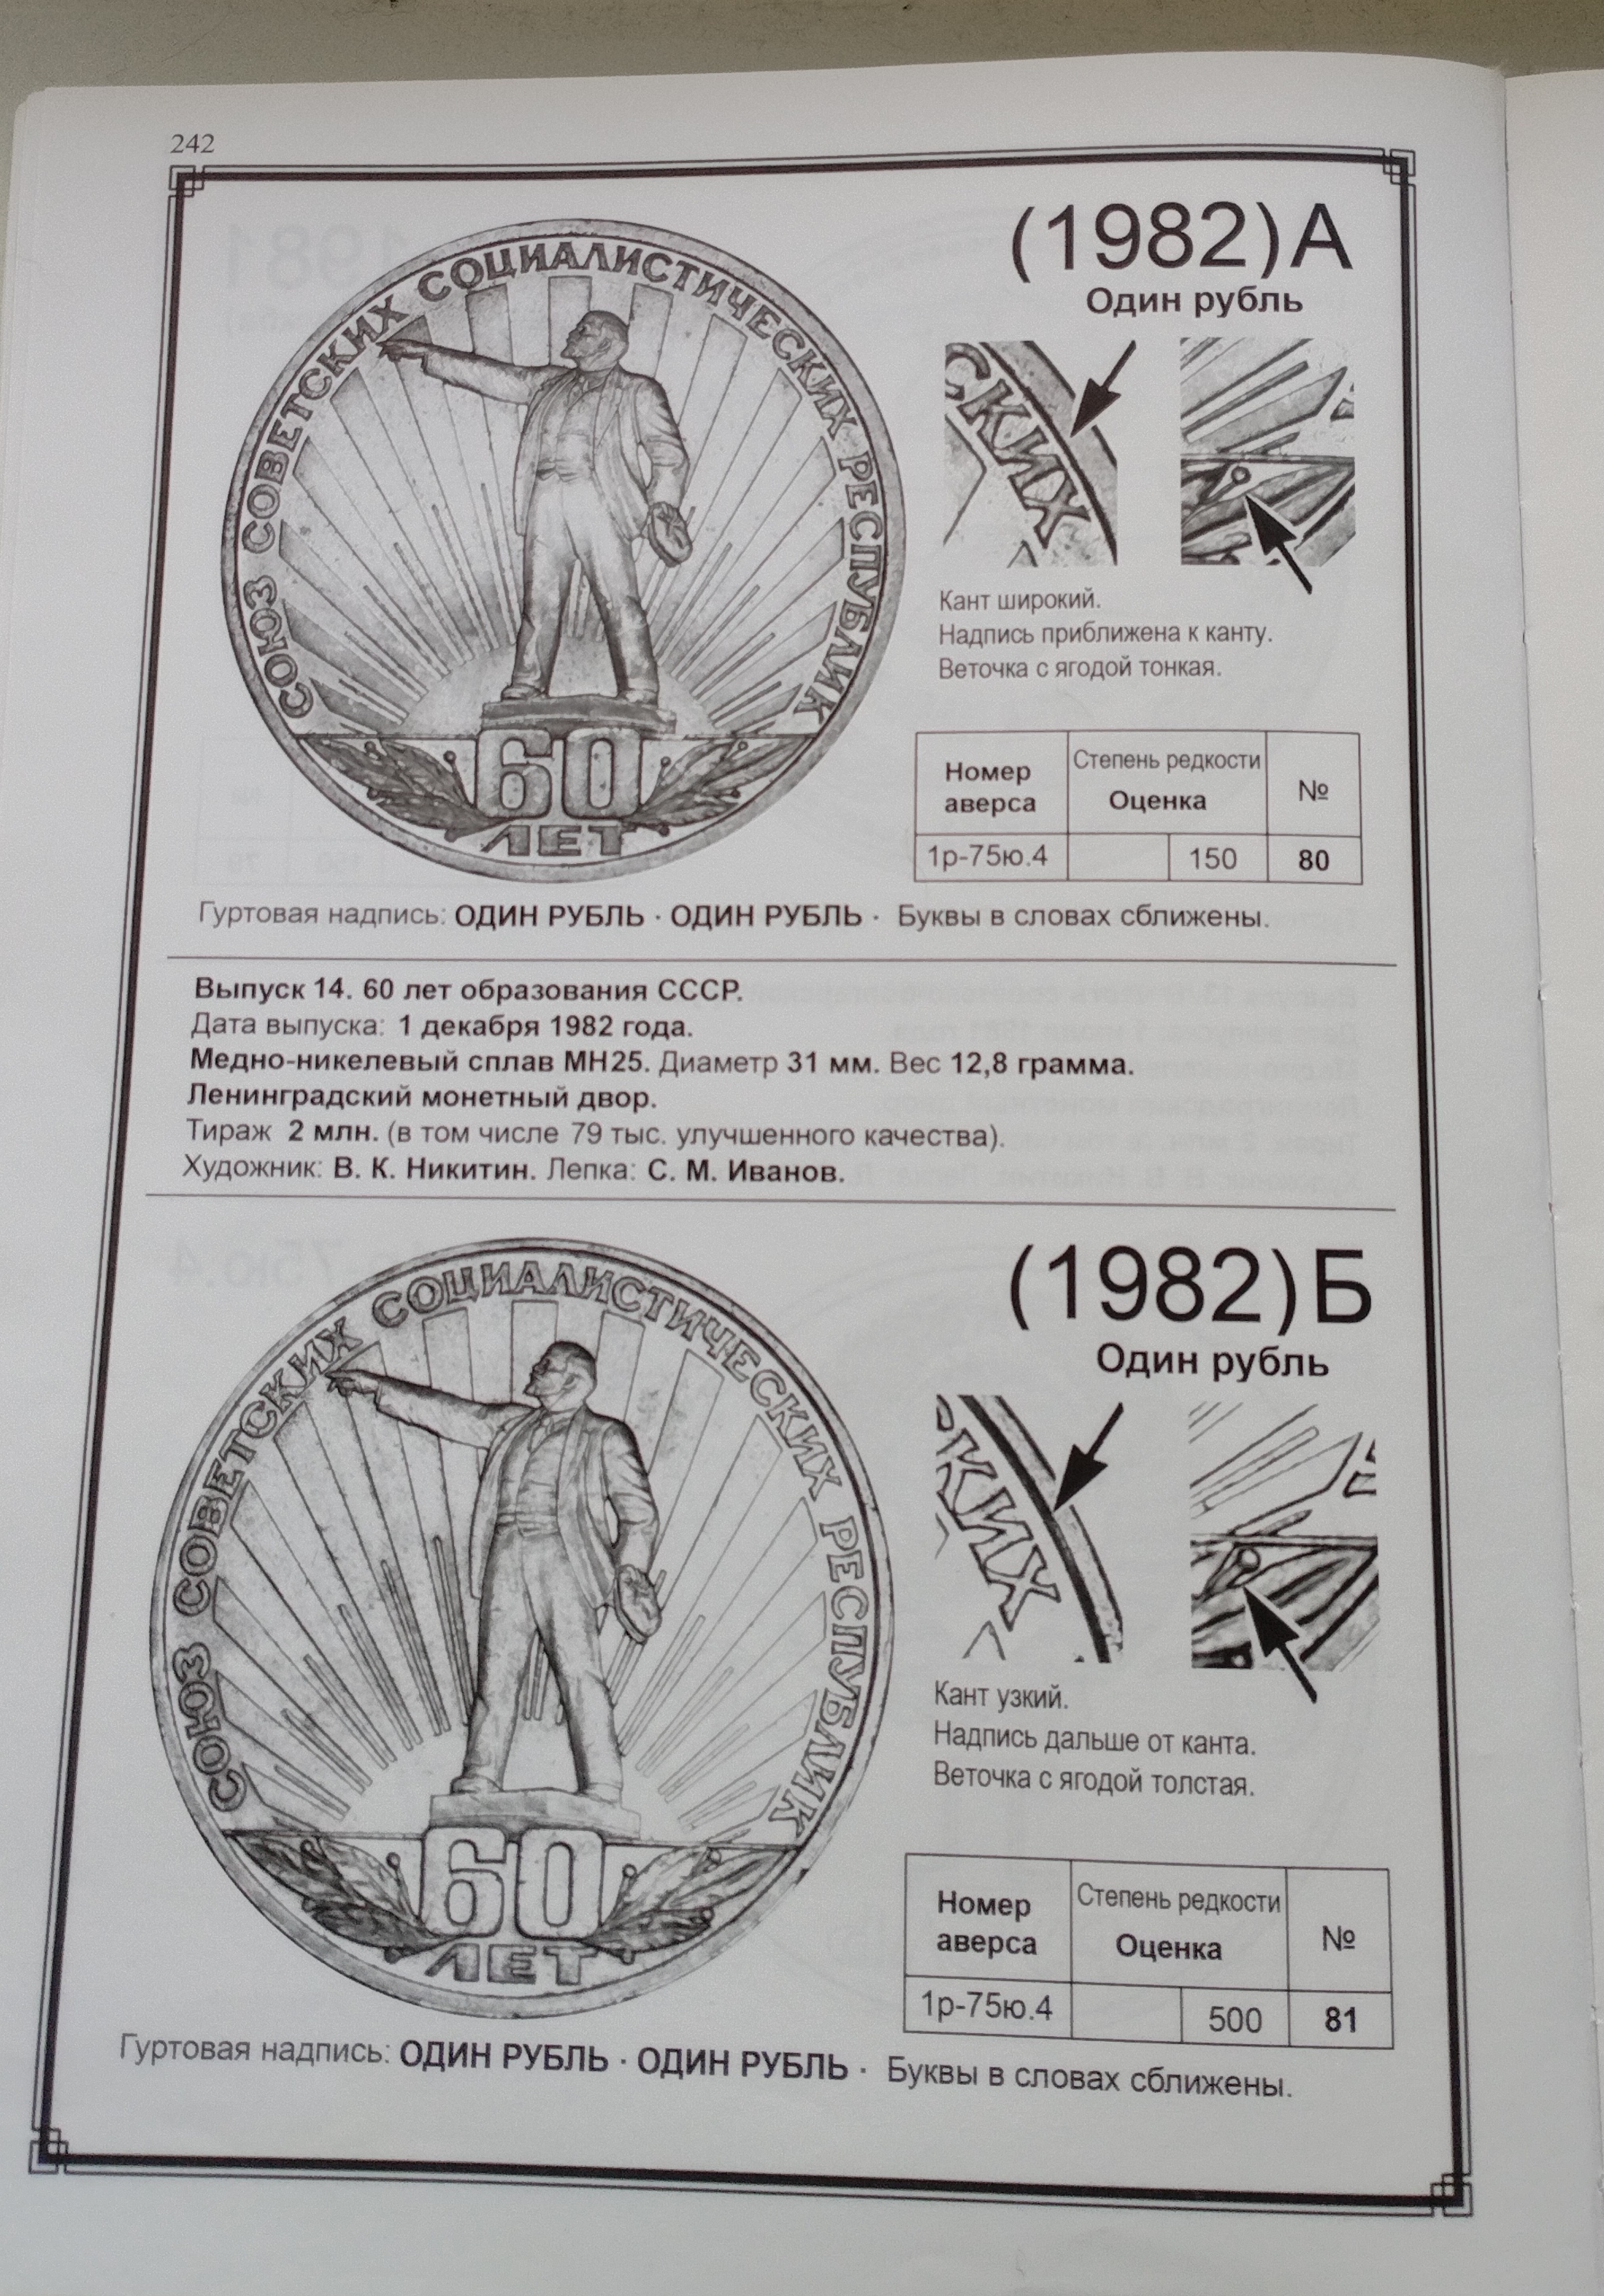 242
(1982)А
Один рубль
СОЮЗ СОВЕТСКИХ СОЦИАЛИСТИЧЕСКИХ РЕСПУБЛИК
60
ЛЕТ
СКИХ
Кант широкий.
Надпись приближена к канту.
Веточка с ягодой тонкая.
Номер аверса
Степень редкости
Оценка
№
1р-75ю.4 150 80
Гуртовая надпись: ОДИН РУБЛЬ · ОДИН РУБЛЬ · Буквы в словах сближены.
Выпуск 14. 60 лет образования СССР.
Дата выпуска: 1 декабря 1982 года.
Медно-никелевый сплав МН25. Диаметр 31 мм. Вес 12,8 грамма.
Ленинградский монетный двор.
Тираж 2 млн. (в том числе 79 тыс. улучшенного качества).
Художник: В. К. Никитин. Лепка: С. М. Иванов.
(1982)Б
Один рубль
СОЮЗ СОВЕТСКИХ СОЦИАЛИСТИЧЕСКИХ РЕСПУБЛИК
60
ЛЕТ
КИХ
Кант узкий.
Надпись дальше от канта.
Веточка с ягодой толстая.
Номер аверса
Степень редкости
Оценка
№
1р-75ю.4 500 81
Гуртовая надпись: ОДИН РУБЛЬ · ОДИН РУБЛЬ · Буквы в словах сближены.